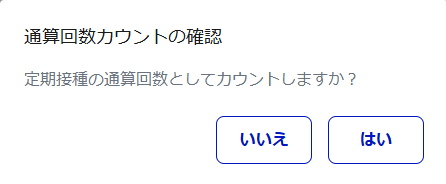 通算回数カウントの確認
定期接種の通算回数としてカウントしますか？
いいえ
はい